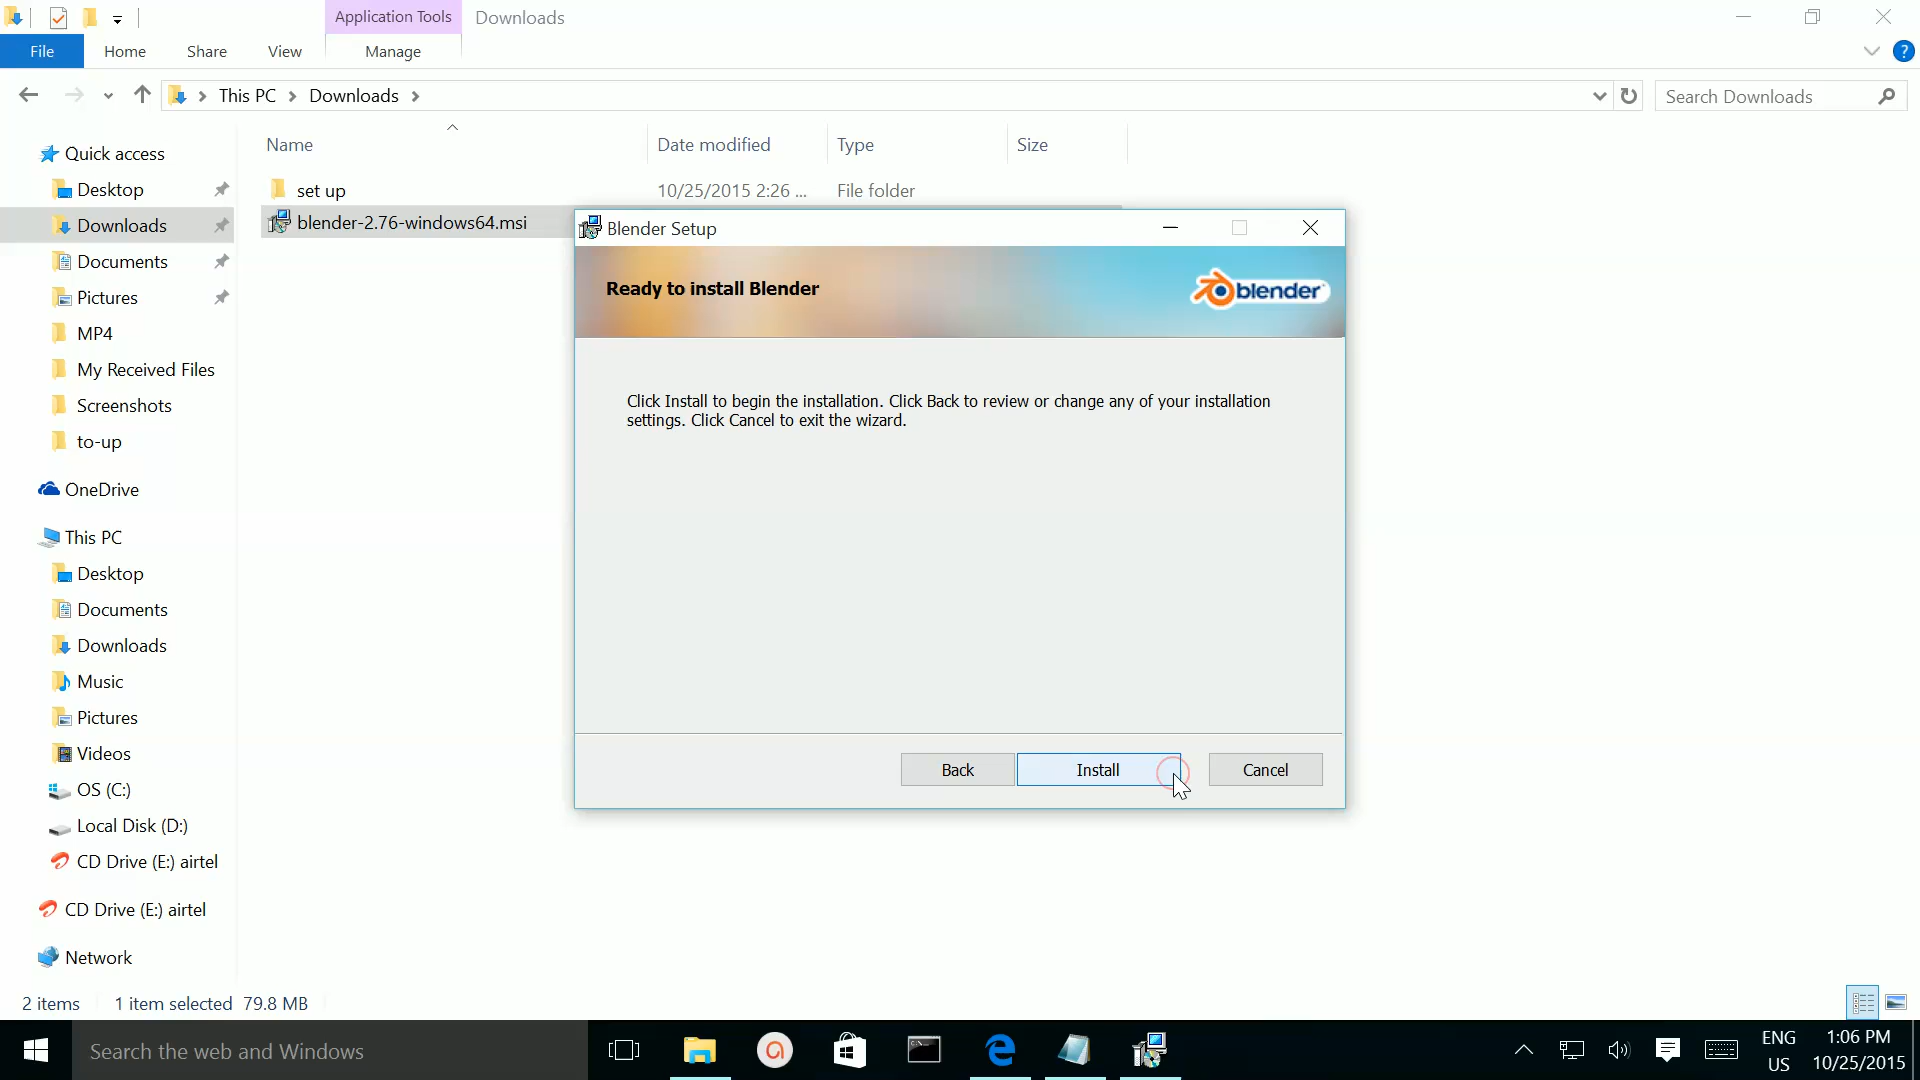 Application Tools
Downloads
File
Home
Share
View
Manage
?
This PC
Downloads
Search Downloads
Name
Date modified
Type
Size
set up
10/25/2015 2:26 ...
File folder
blender-2.76-windows64.msi
Quick access
Desktop
Downloads
Documents
Pictures
MP4
My Received Files
Screenshots
to-up
OneDrive
This PC
Desktop
Documents
Downloads
Music
Pictures
Videos
OS (C:)
Local Disk (D:)
CD Drive (E:) airtel
CD Drive (E:) airtel
Network
Blender Setup
Ready to install Blender
blender
Click Install to begin the installation. Click Back to review or change any of your installation
settings. Click Cancel to exit the wizard.
Back
Install
Cancel
2 items
1 item selected 79.8 MB
Search the web and Windows
ENG
US
1:06 PM
10/25/2015